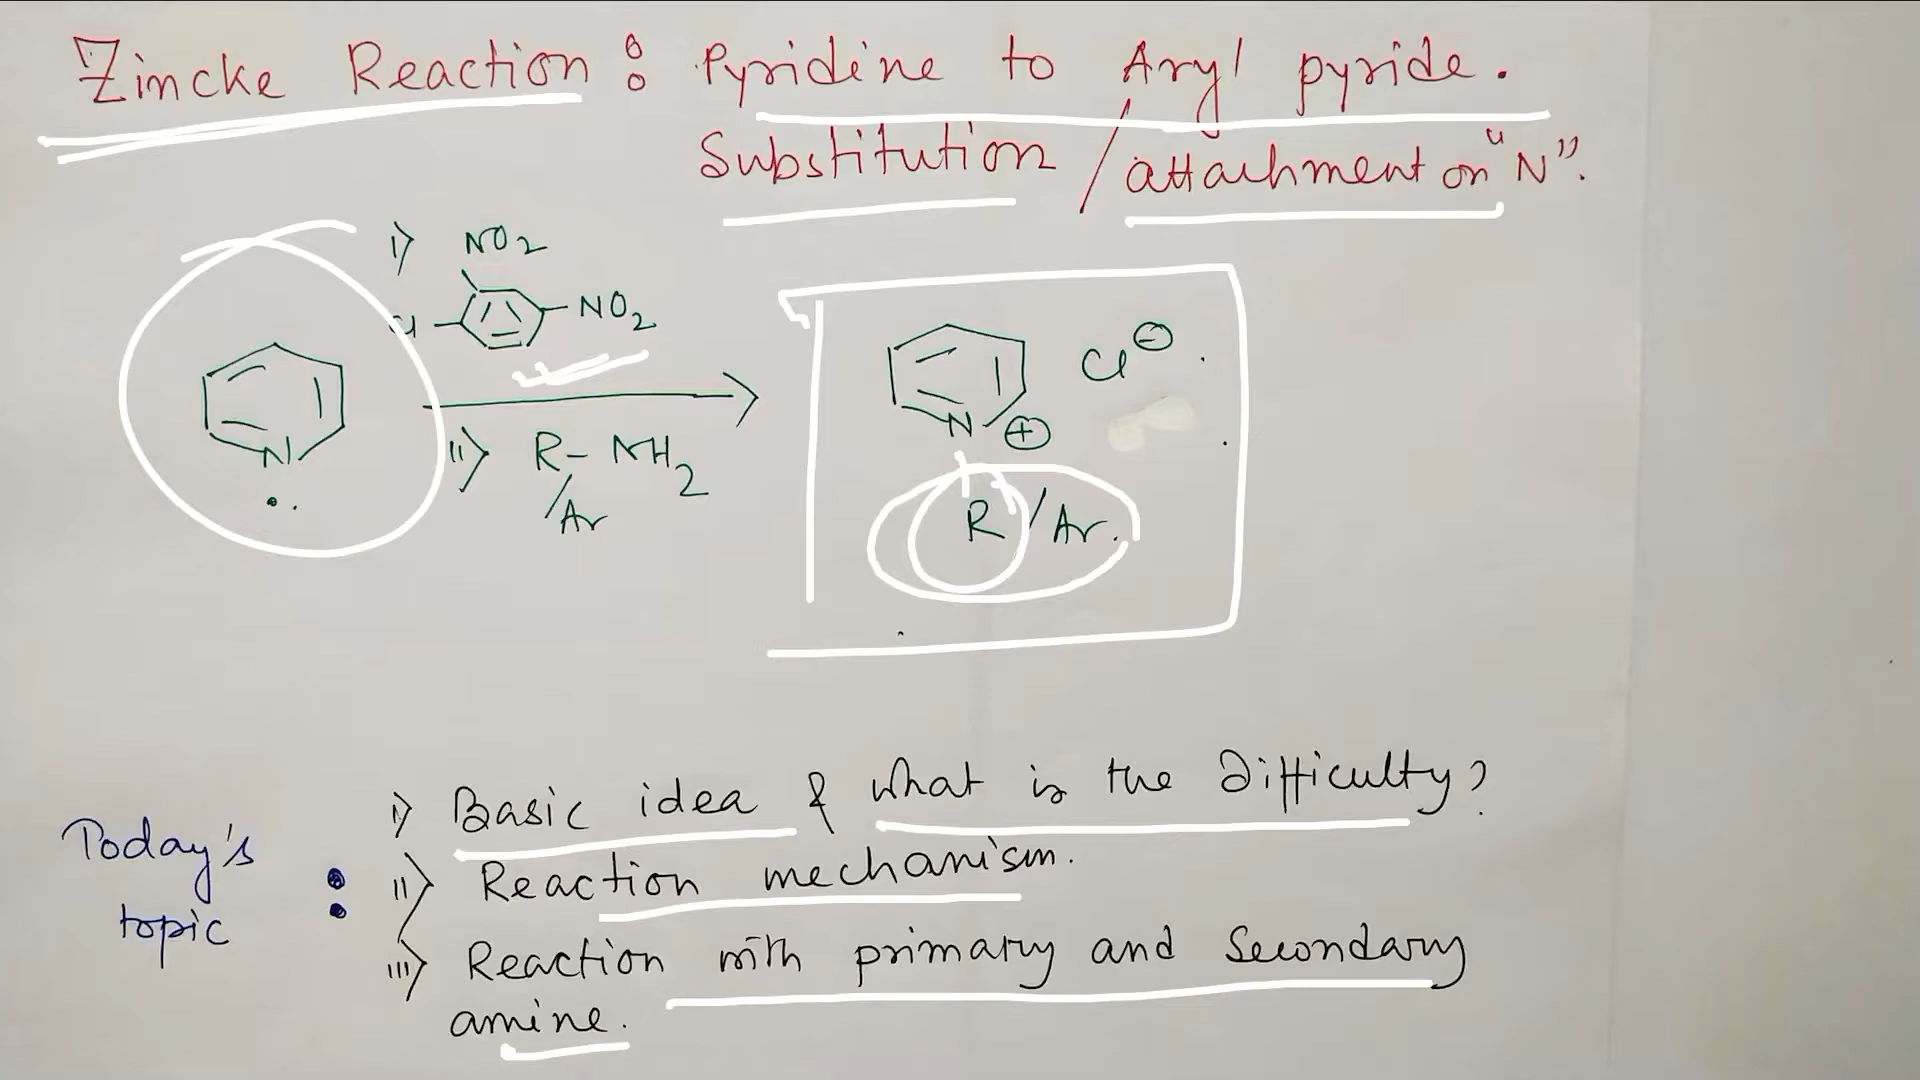 Zincke Reaction : Pyridine to Aryl pyride.
Substitution / attachment on "N".
i) NO2
Cl NO2
ii) R-NH2
/Ar
N
N ⊕
Cl⊖
R/Ar.
Today's topic :
i) Basic idea & what is the difficulty?
ii) Reaction mechanism.
iii) Reaction with primary and secondary
amine.